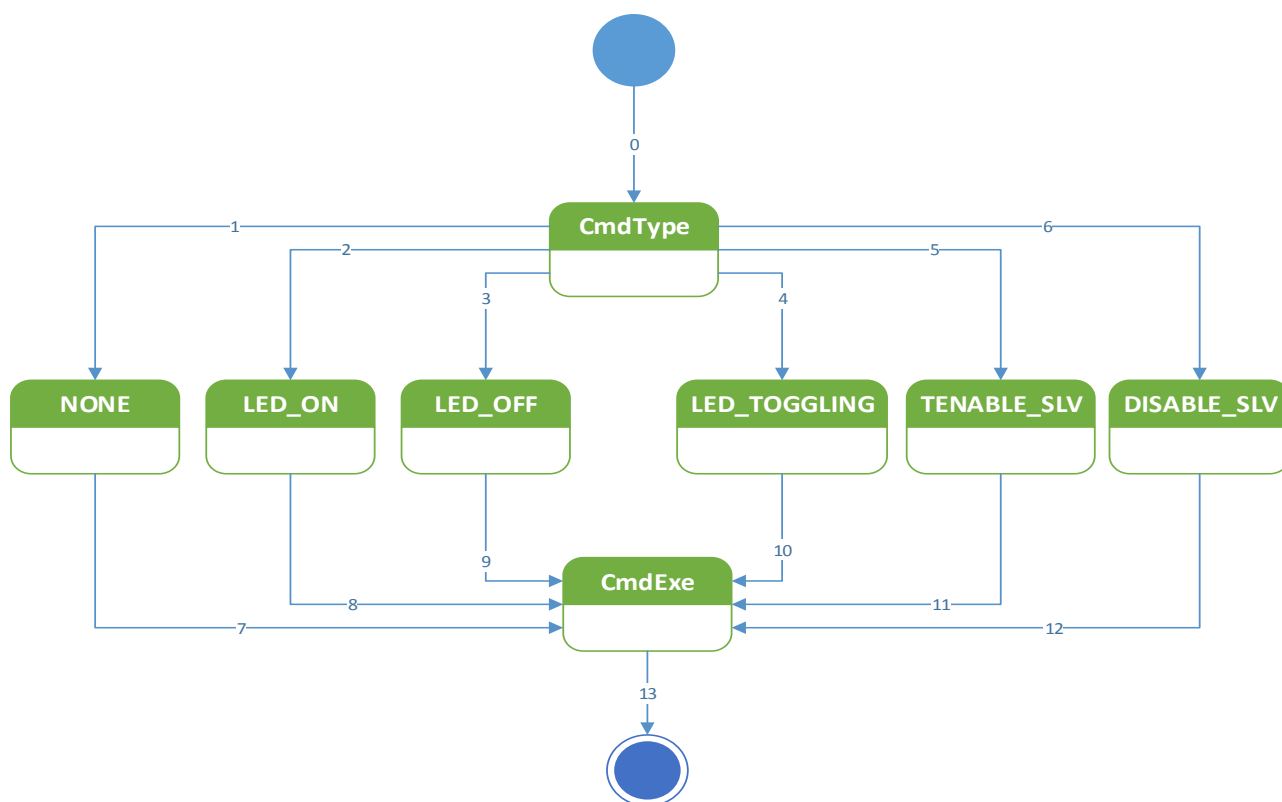 0
CmdType
1
2
3
4
5
6
NONE
LED_ON
LED_OFF
LED_TOGGLING
TENABLE_SLV
DISABLE_SLV
9
10
CmdExe
8
11
7
12
13